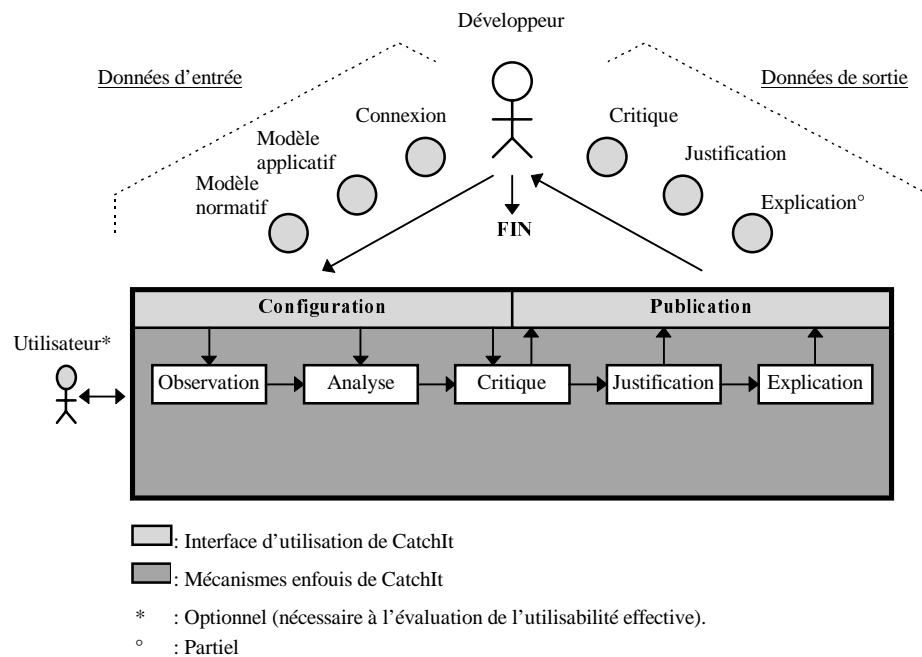 Développeur
Données d'entrée
Données de sortie
Connexion
Critique
Modèle
applicatif
Justification
Modèle
normatif
Explication°
FIN
Configuration
Publication
Utilisateur*
Observation
Analyse
Critique
Justification
Explication
: Interface d'utilisation de CatchIt
: Mécanismes enfouis de CatchIt
* : Optionnel (nécessaire à l'évaluation de l'utilisabilité effective).
° : Partiel